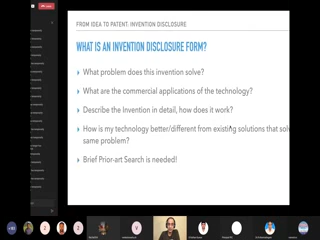 FROM IDEA TO PATENT: INVENTION DISCLOSURE
WHAT IS AN INVENTION DISCLOSURE FORM?
What problem does this invention solve?
What are the commercial applications of the technology?
Describe the Invention in detail, how does it work?
How is my technology better/different from existing solutions that sol
same problem?
Brief Prior-art Search is needed!